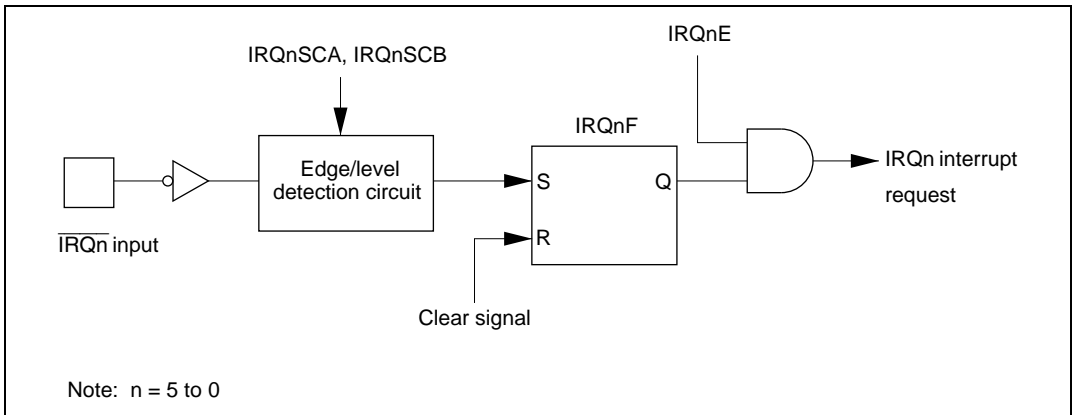 IRQnE
IRQnSCA, IRQnSCB
IRQnF
Edge/level
detection circuit
S
Q
IRQn interrupt
request
IRQn input
R
Clear signal
Note: n = 5 to 0